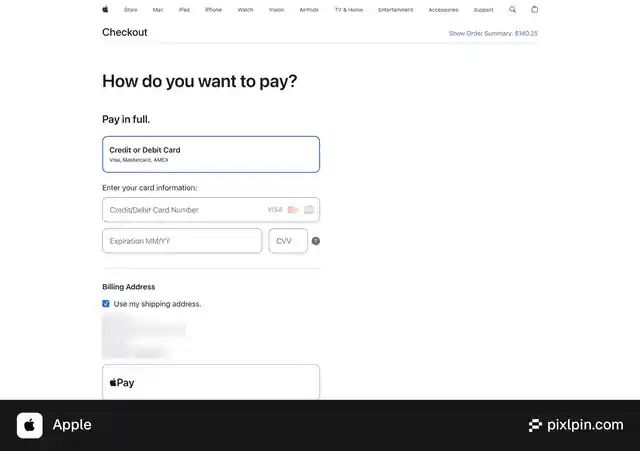 Store Mac iPad iPhone Watch Vision AirPods TV & Home Entertainment Accessories Support
Checkout
Show Order Summary: $140.25
How do you want to pay?
Pay in full.
Credit or Debit Card
Visa, Mastercard, AMEX
Enter your card information:
Credit/Debit Card Number VISA
Expiration MM/YY CVV ?
Billing Address
Use my shipping address.
Pay
Apple pixlpin.com